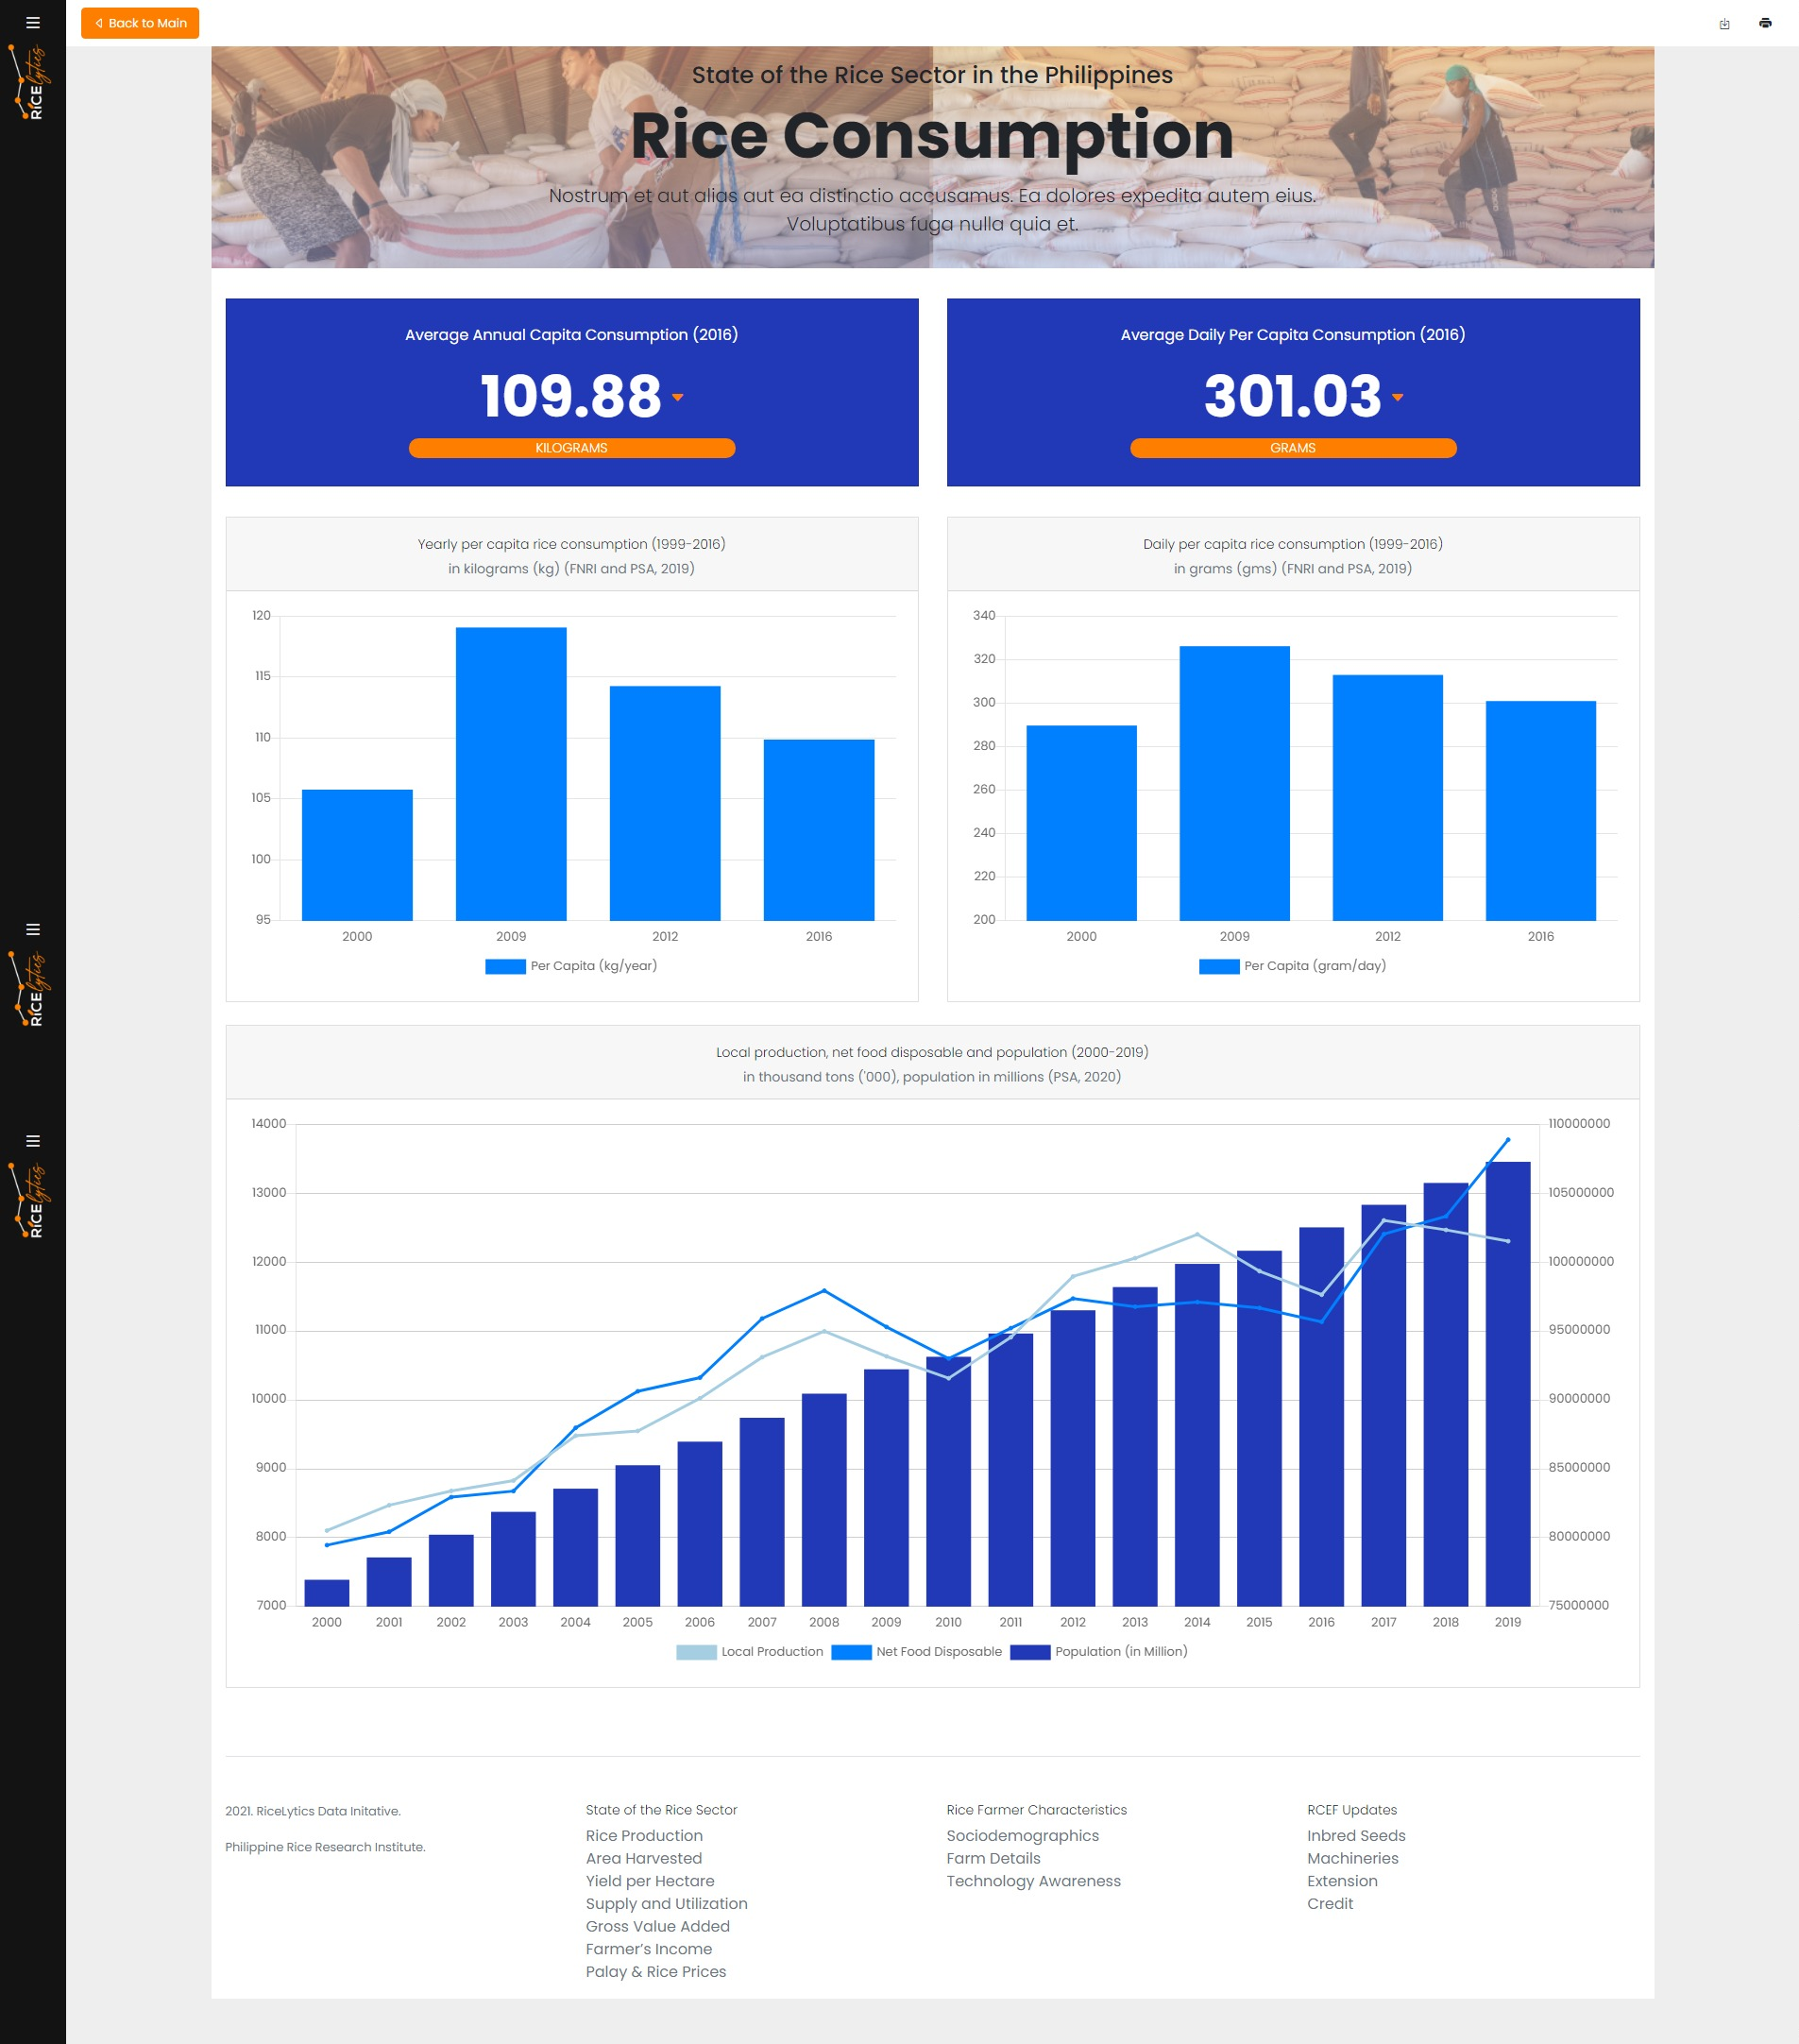 Back to Main
RiCElytics
State of the Rice Sector in the Philippines
Rice Consumption
Nostrum et aut alias aut ea distinctio accusamus. Ea dolores expedita autem eius.
Voluptatibus fuga nulla quia et.
Average Annual Capita Consumption (2016)
109.88
KILOGRAMS
Average Daily Per Capita Consumption (2016)
301.03
GRAMS
Yearly per capita rice consumption (1999-2016)
in kilograms (kg) (FNRI and PSA, 2019)
120
115
110
105
100
95
2000 2009 2012 2016
Per Capita (kg/year)
Daily per capita rice consumption (1999-2016)
in grams (gms) (FNRI and PSA, 2019)
340
320
300
280
260
240
220
200
2000 2009 2012 2016
Per Capita (gram/day)
RiCElytics
Local production, net food disposable and population (2000-2019)
in thousand tons ('000), population in millions (PSA, 2020)
RiCElytics
14000 110000000
13000 105000000
12000 100000000
11000 95000000
10000 90000000
9000 85000000
8000 80000000
7000 75000000
2000 2001 2002 2003 2004 2005 2006 2007 2008 2009 2010 2011 2012 2013 2014 2015 2016 2017 2018 2019
Local Production Net Food Disposable Population (in Million)
2021. RiceLytics Data Initative.
Philippine Rice Research Institute.
State of the Rice Sector
Rice Production
Area Harvested
Yield per Hectare
Supply and Utilization
Gross Value Added
Farmer's Income
Palay & Rice Prices
Rice Farmer Characteristics
Sociodemographics
Farm Details
Technology Awareness
RCEF Updates
Inbred Seeds
Machineries
Extension
Credit